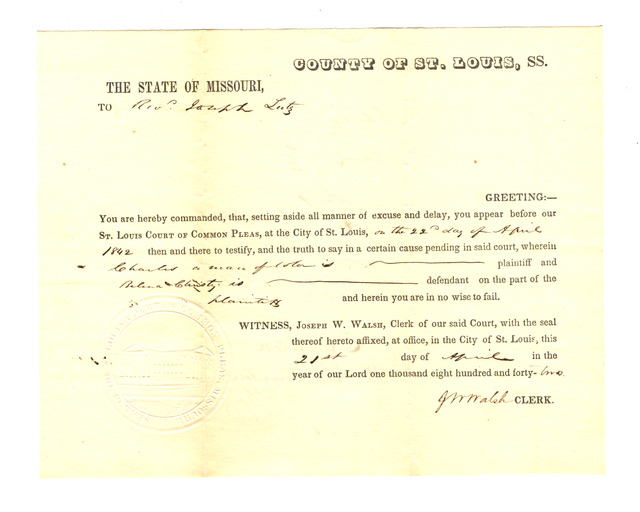 COUNTY OF ST. LOUIS, SS.
THE STATE OF MISSOURI,
TO Revd. Joseph Lutz
GREETING:—
You are hereby commanded, that, setting aside all manner of excuse and delay, you appear before our
ST. LOUIS COURT OF COMMON PLEAS, at the City of St. Louis, on the 22d day of April
1842 then and there to testify, and the truth to say in a certain cause pending in said court, wherein
Charles a man of color is plaintiff and
Christy is defendant on the part of the
plaintiff and herein you are in no wise to fail.
WITNESS, JOSEPH W. WALSH, Clerk of our said Court, with the seal
thereof hereto affixed, at office, in the City of St. Louis, this
21st day of April in the
year of our Lord one thousand eight hundred and forty-two
J W Walsh CLERK.